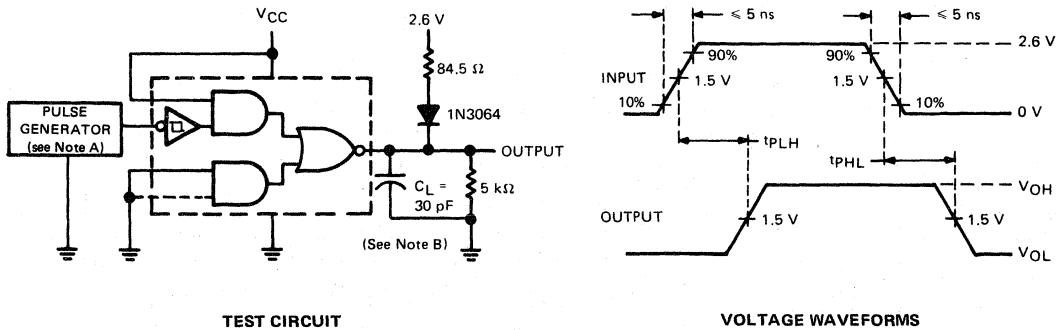 VCC
2.6 V
84.5 Ω
1N3064
PULSE
GENERATOR
(see Note A)
OUTPUT
CL =
30 pF
5 kΩ
(See Note B)
TEST CIRCUIT
≤ 5 ns
≤ 5 ns
2.6 V
90%
90%
INPUT
1.5 V
1.5 V
10%
10%
0 V
tPLH
tPHL
VOH
OUTPUT
1.5 V
1.5 V
VOL
VOLTAGE WAVEFORMS